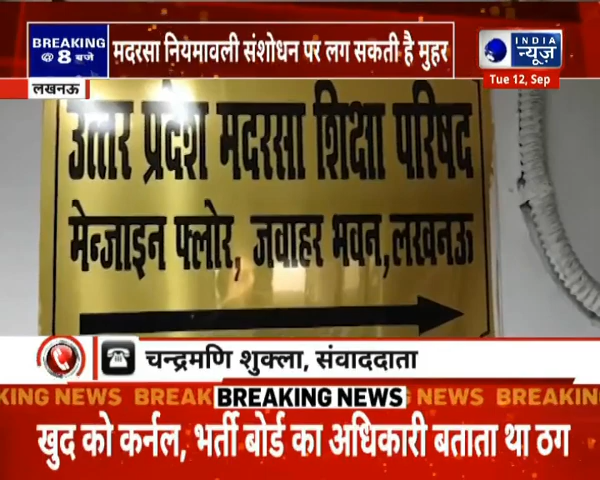 BREAKING
@ 8 बजे
मदरसा नियमावली संशोधन पर लग सकती है मुहर
INDIA
न्यूज़
Tue 12, Sep
लखनऊ
उत्तर प्रदेश मदरसा शिक्षा परिषद
मेन्जाइन फ्लोर, जवाहर भवन,लखनऊ
चन्द्रमणि शुक्ला, संवाददाता
KING NEWS BREAK BREAKING NEWS NEWS BREAKING
खुद को कर्नल, भर्ती बोर्ड का अधिकारी बताता था ठग